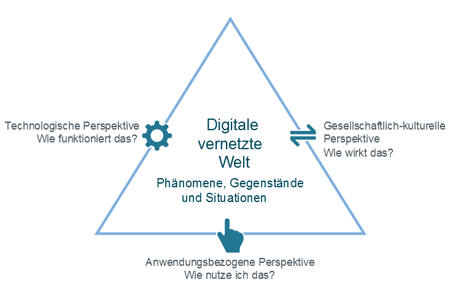 Technologische Perspektive
Wie funktioniert das?
Digitale
vernetzte
Welt
Phänomene, Gegenstände
und Situationen
Gesellschaftlich-kulturelle
Perspektive
Wie wirkt das?
Anwendungsbezogene Perspektive
Wie nutze ich das?